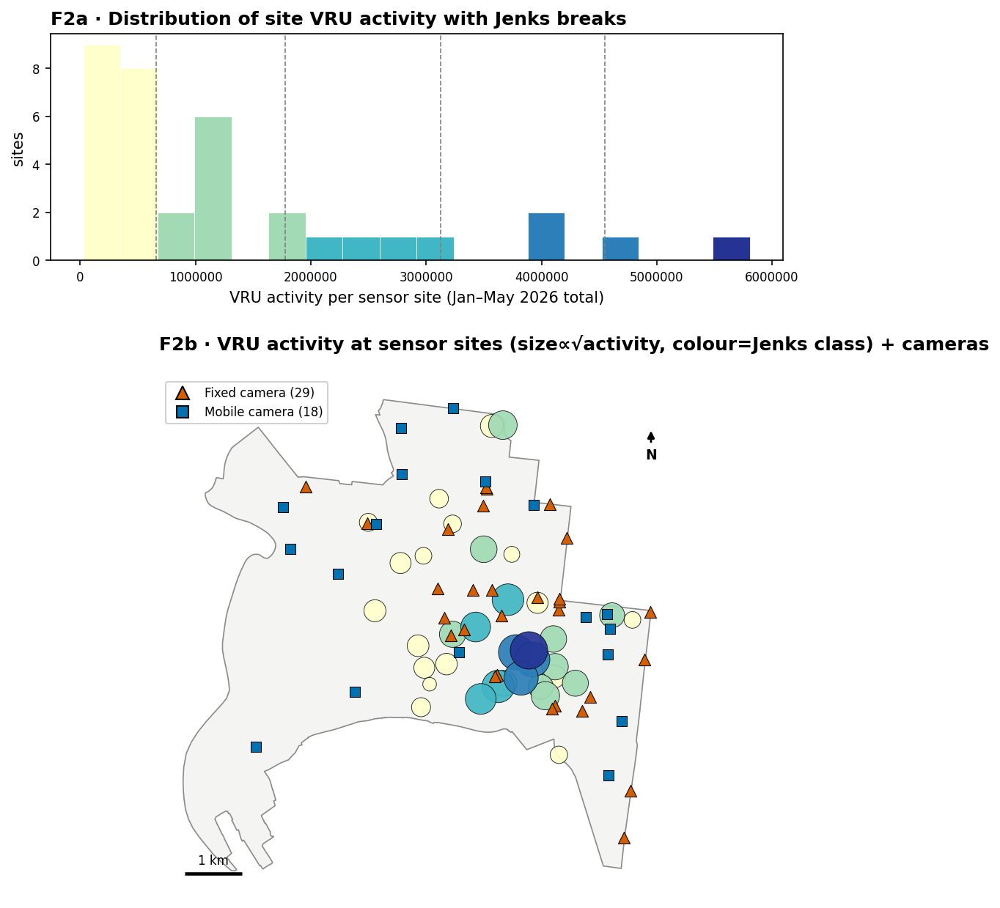 F2a · Distribution of site VRU activity with Jenks breaks
8
6
4
2
0
sites
0 1000000 2000000 3000000 4000000 5000000 6000000
VRU activity per sensor site (Jan–May 2026 total)
F2b · VRU activity at sensor sites (size∝√activity, colour=Jenks class) + cameras
Fixed camera (29)
Mobile camera (18)
N
1 km